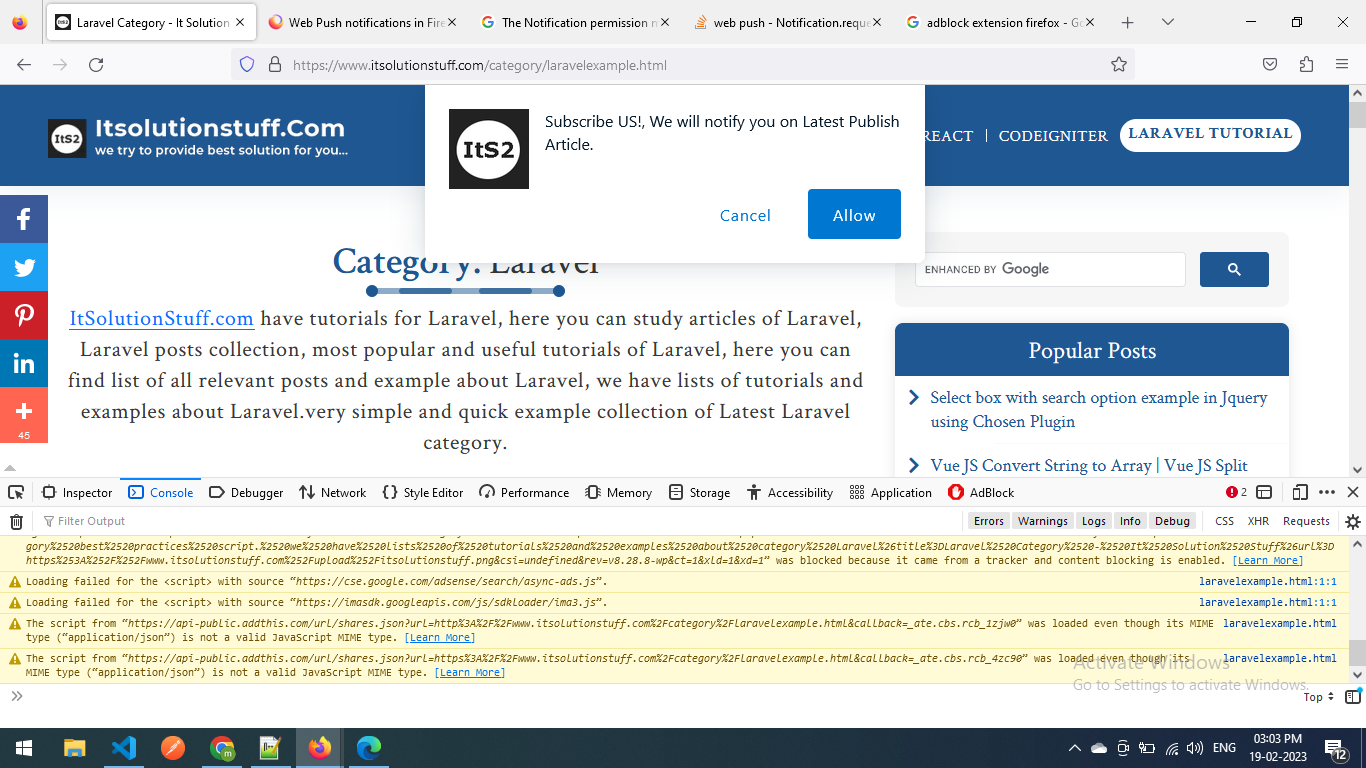 Laravel Category - It Solution
Web Push notifications in Fire
The Notification permission n
web push - Notification.reque
adblock extension firefox - Go
https://www.itsolutionstuff.com/category/laravelexample.html
ItS2
Itsolutionstuff.Com
we try to provide best solution for you...
ItS2
Subscribe US!, We will notify you on Latest Publish
Article.
Cancel
Allow
REACT
CODEIGNITER
LARAVEL TUTORIAL
45
Category: Laravel
ItSolutionStuff.com have tutorials for Laravel, here you can study articles of Laravel,
Laravel posts collection, most popular and useful tutorials of Laravel, here you can
find list of all relevant posts and example about Laravel, we have lists of tutorials and
examples about Laravel.very simple and quick example collection of Latest Laravel
category.
ENHANCED BY Google
Popular Posts
Select box with search option example in Jquery
using Chosen Plugin
Vue JS Convert String to Array | Vue JS Split
Inspector
Console
Debugger
Network
Style Editor
Performance
Memory
Storage
Accessibility
Application
AdBlock
2
Filter Output
Errors
Warnings
Logs
Info
Debug
CSS
XHR
Requests
gory%2520best%2520practices%2520script.%2520we%2520have%2520lists%2520of%2520tutorials%2520and%2520examples%2520about%2520category%2520Laravel%26title%3DLaravel%2520Category%2520-%2520It%2520Solution%2520Stuff%26url%3D
https%253A%252F%252Fwww.itsolutionstuff.com%252Fupload%252Fitsolutionstuff.png&csi=undefined&rev=v8.28.8-wp&ct=1&xld=1&xd=1” was blocked because it came from a tracker and content blocking is enabled. [Learn More]
Loading failed for the <script> with source “https://cse.google.com/adsense/search/async-ads.js”.
laravelexample.html:1:1
Loading failed for the <script> with source “https://imasdk.googleapis.com/js/sdkloader/ima3.js”.
laravelexample.html:1:1
The script from “https://api-public.addthis.com/url/shares.json?url=http%3A%2F%2Fwww.itsolutionstuff.com%2Fcategory%2Flaravelexample.html&callback=_ate.cbs.rcb_1zjw0” was loaded even though its MIME
laravelexample.html
type (“application/json”) is not a valid JavaScript MIME type. [Learn More]
The script from “https://api-public.addthis.com/url/shares.json?url=https%3A%2F%2Fwww.itsolutionstuff.com%2Fcategory%2Flaravelexample.html&callback=_ate.cbs.rcb_4zc90” was loaded even though its
laravelexample.html
MIME type (“application/json”) is not a valid JavaScript MIME type. [Learn More]
Activate Windows
Go to Settings to activate Windows.
Top
ENG
03:03 PM
19-02-2023
12